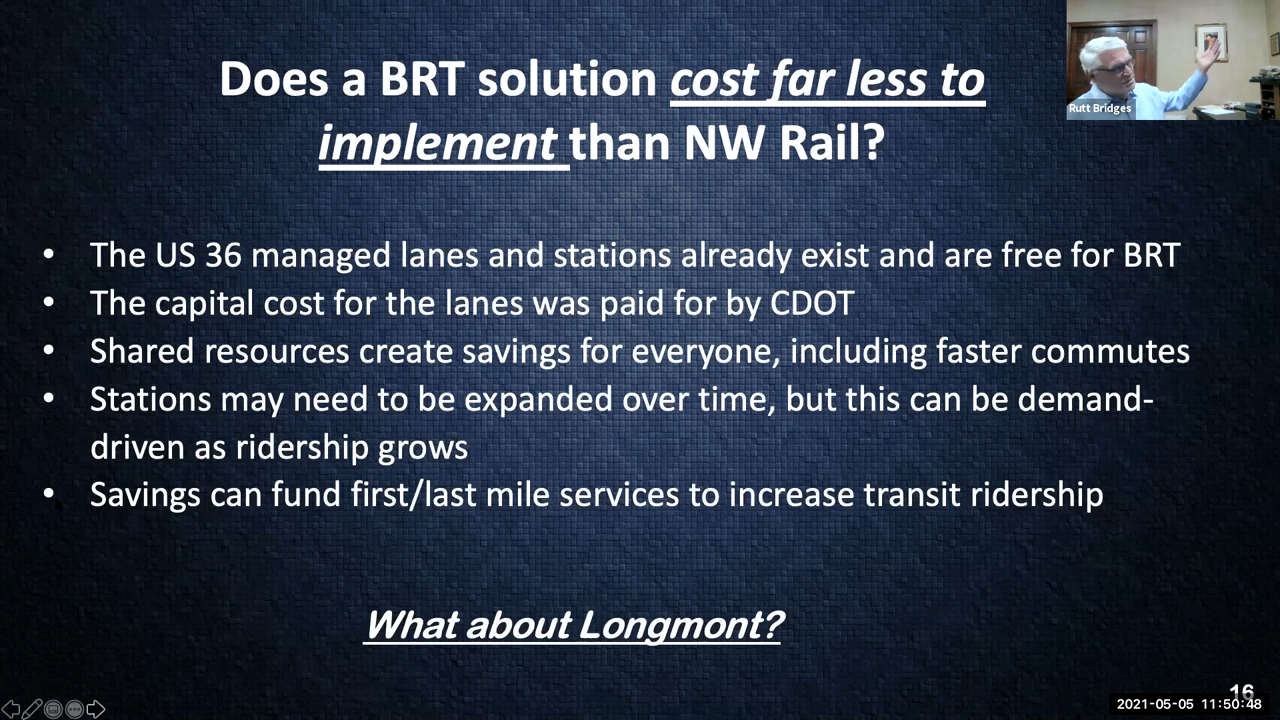 Does a BRT solution cost far less to
implement than NW Rail?
Rutt Bridges
• The US 36 managed lanes and stations already exist and are free for BRT
• The capital cost for the lanes was paid for by CDOT
• Shared resources create savings for everyone, including faster commutes
• Stations may need to be expanded over time, but this can be demand-
driven as ridership grows
• Savings can fund first/last mile services to increase transit ridership
What about Longmont?
16
2021-05-05 11:50:48